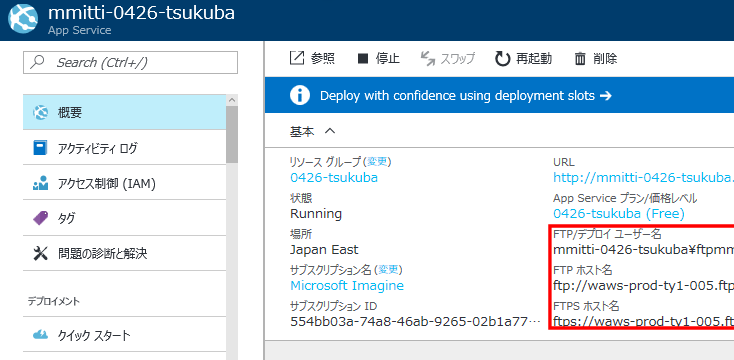 mmitti-0426-tsukuba
App Service
Search (Ctrl+/)
概要
アクティビティ ログ
アクセス制御 (IAM)
タグ
問題の診断と解決
デプロイメント
クイック スタート
参照 停止 スワップ 再起動 削除
Deploy with confidence using deployment slots →
基本
リソース グループ (変更)
0426-tsukuba
状態
Running
場所
Japan East
サブスクリプション名 (変更)
Microsoft Imagine
サブスクリプション ID
554bb03a-74a8-46ab-9265-02b1a77…
URL
http://mmitti-0426-tsukuba.
App Service プラン/価格レベル
0426-tsukuba (Free)
FTP/デプロイ ユーザー名
mmitti-0426-tsukuba¥ftpmm
FTP ホスト名
ftp://waws-prod-ty1-005.ftp
FTPS ホスト名
ftps://waws-prod-ty1-005.f